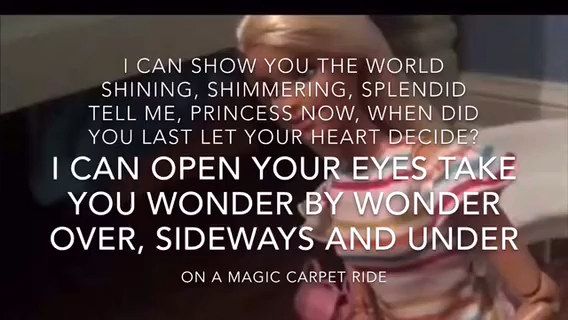 I CAN SHOW YOU THE WORLD
SHINING, SHIMMERING, SPLENDID
TELL ME, PRINCESS NOW, WHEN DID
YOU LAST LET YOUR HEART DECIDE?
I CAN OPEN YOUR EYES TAKE
YOU WONDER BY WONDER
OVER, SIDEWAYS AND UNDER
ON A MAGIC CARPET RIDE